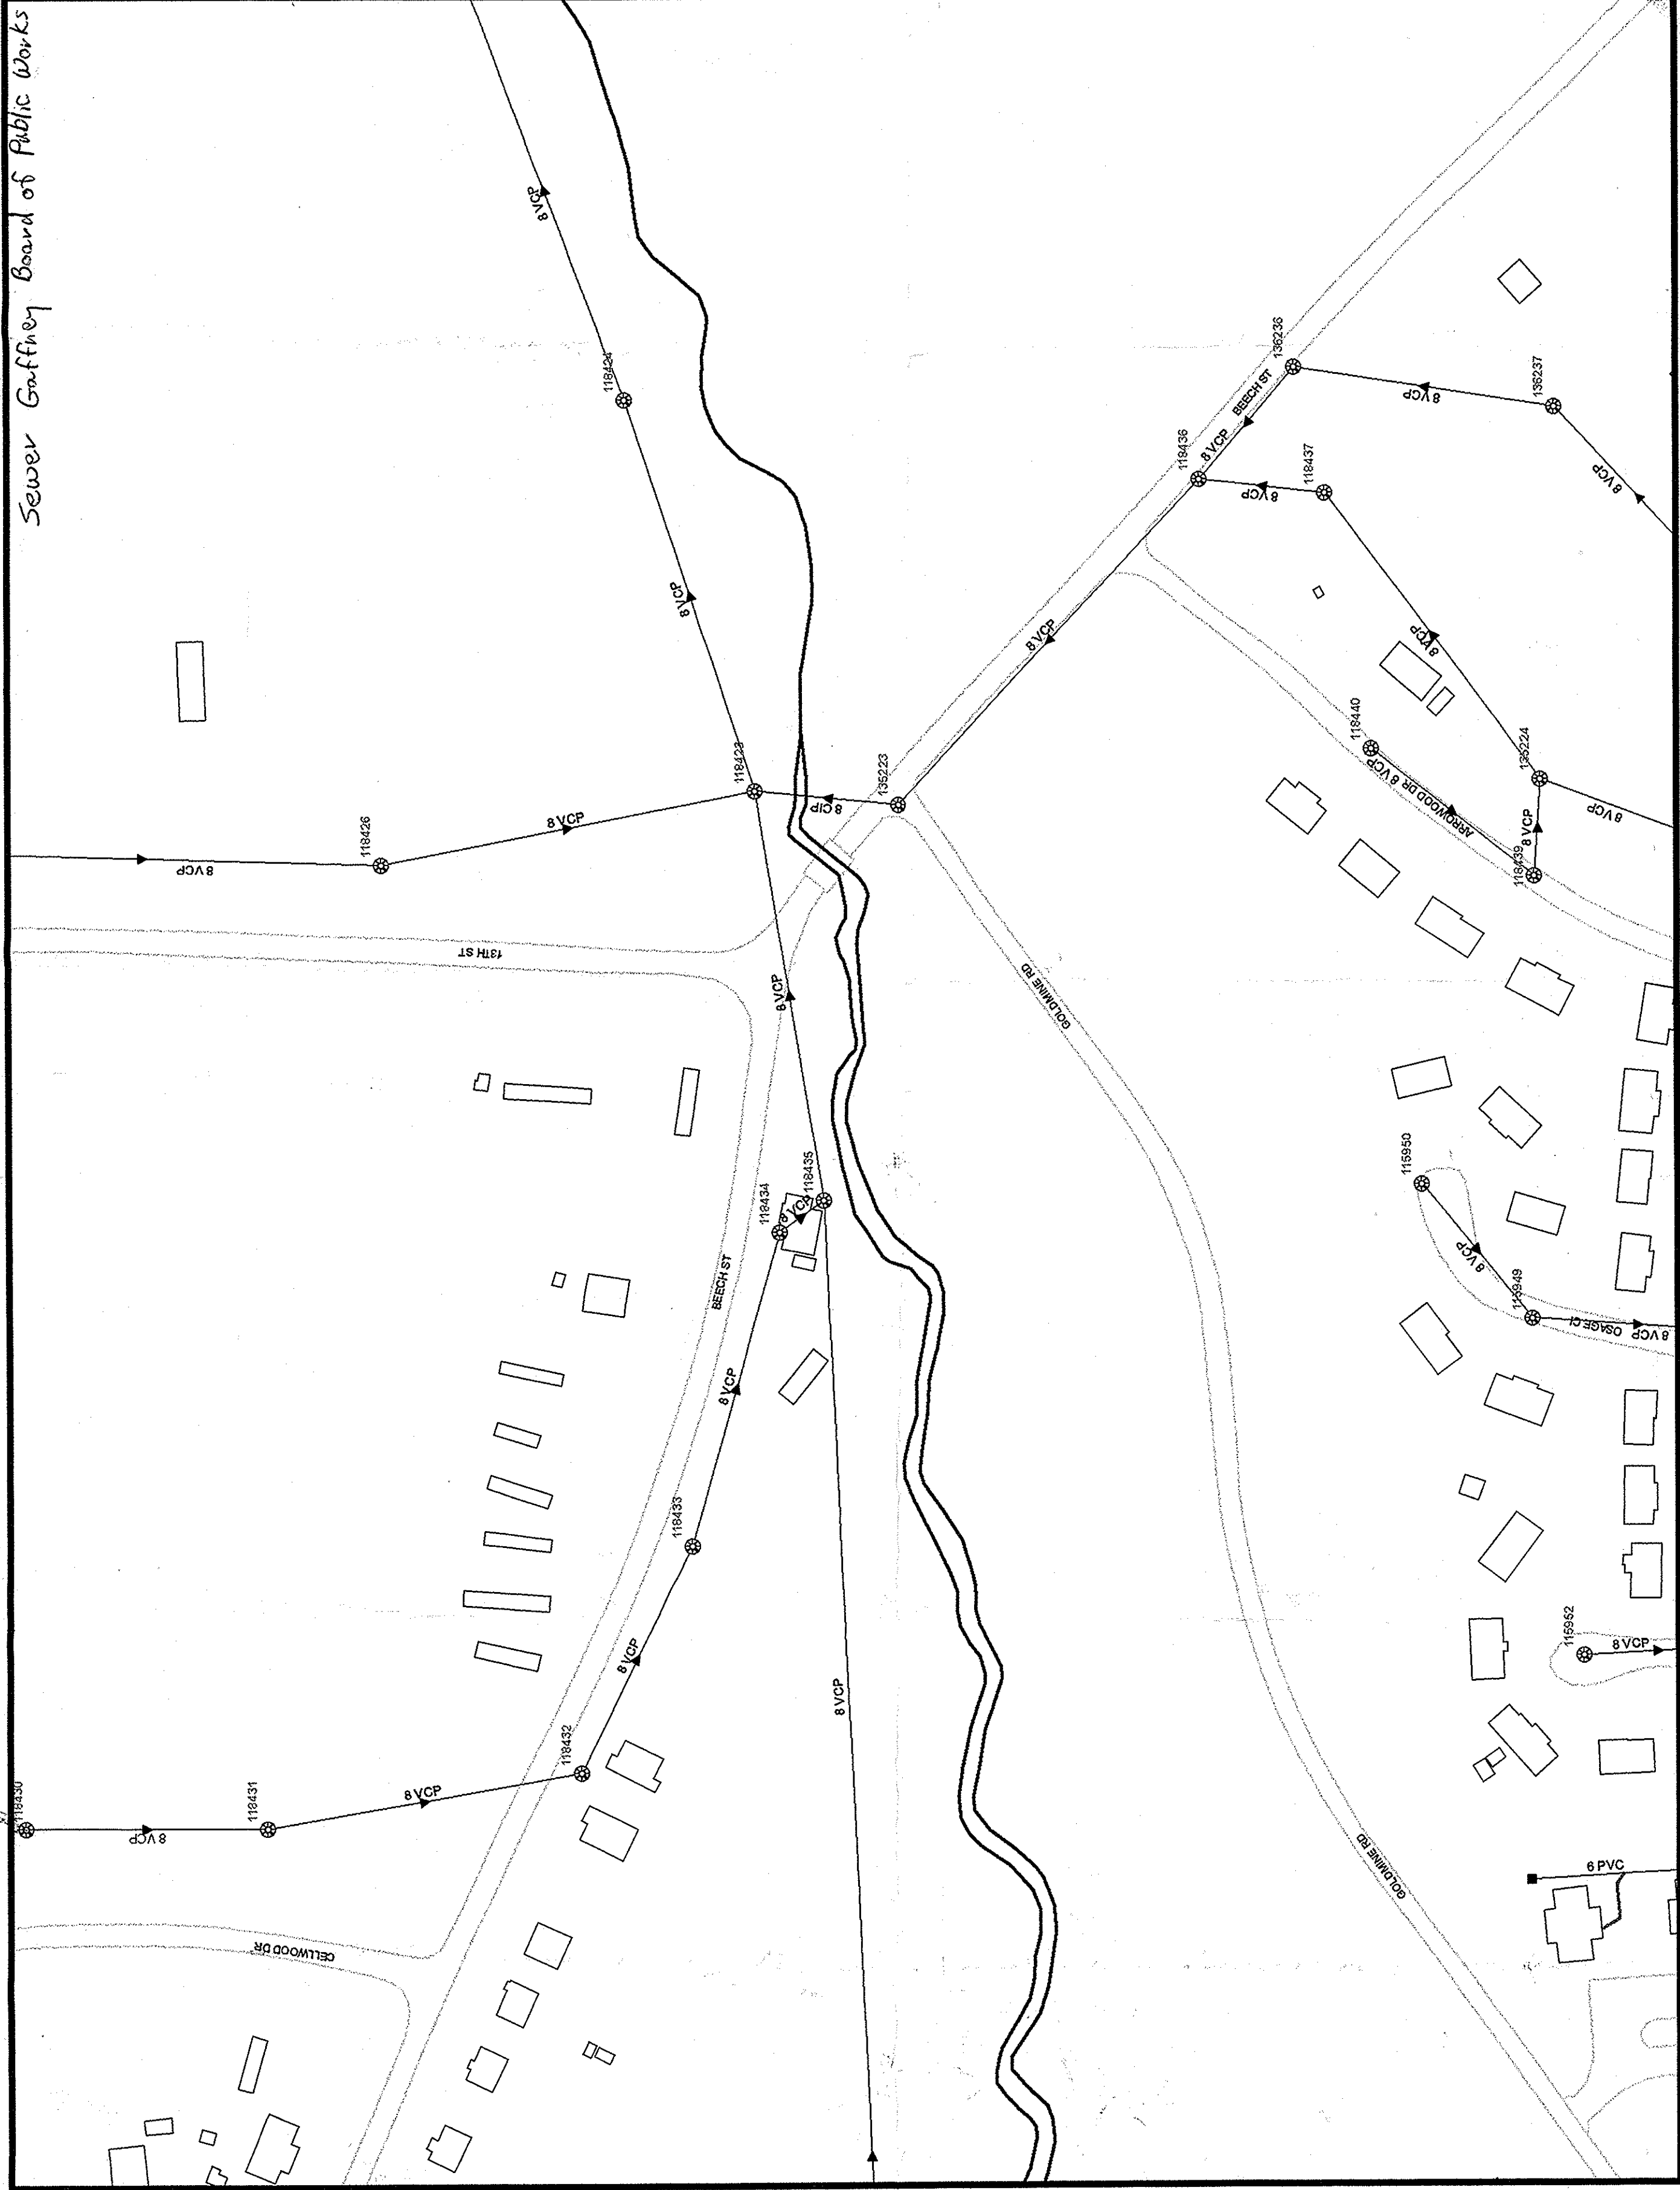 Sewer Gaffney Board of Public Works
8 VCP
118424
8 VCP
118423
8 VCP
118426
8 VCP
13TH ST
8 CIP
135223
8 VCP
8 VCP
118436
8 VCP
BEECH ST
136236
8 VCP
118437
8 VCP
136237
8 VCP
8 VCP
118440
ARROWOOD DR
8 VCP
118439
8 VCP
135224
8 VCP
GOLDMINE RD
118434
8 VCP
118435
BEECH ST
8 VCP
118433
8 VCP
118432
8 VCP
118431
8 VCP
118430
8 VCP
CELLWOOD DR
115950
8 VCP
115949
OSAGE CI
8 VCP
115952
8 VCP
GOLDMINE RD
6 PVC